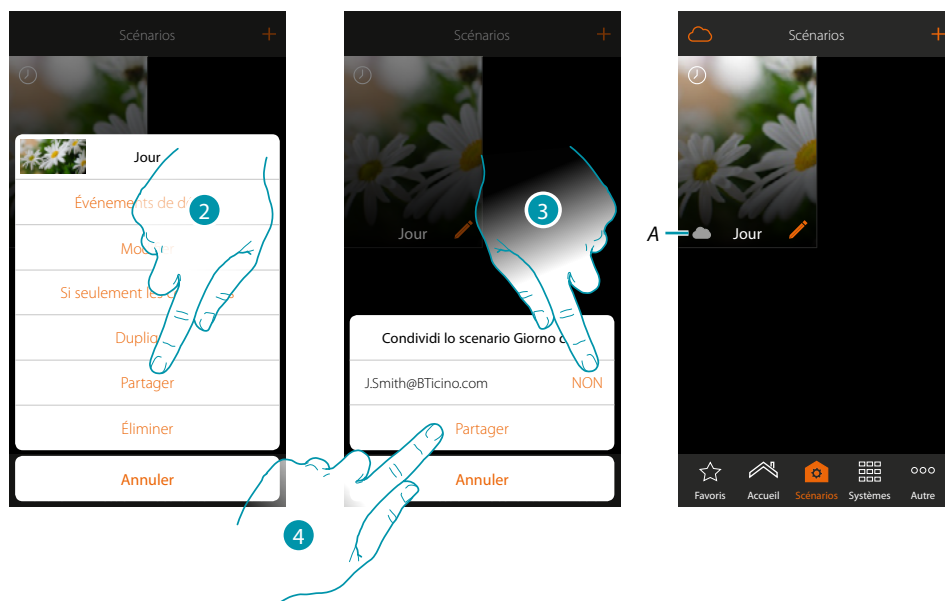 Scénarios +
Jour
Événements de d
2
Mo
Si seulement les
Dupliq
Partager
Éliminer
Annuler
4
Scénarios +
Jour
3
Condividi lo scenario Giorno c
J.Smith@BTicino.com NON
Partager
Annuler
Scénarios +
A
Jour
Favoris Accueil Scénarios Systèmes Autre